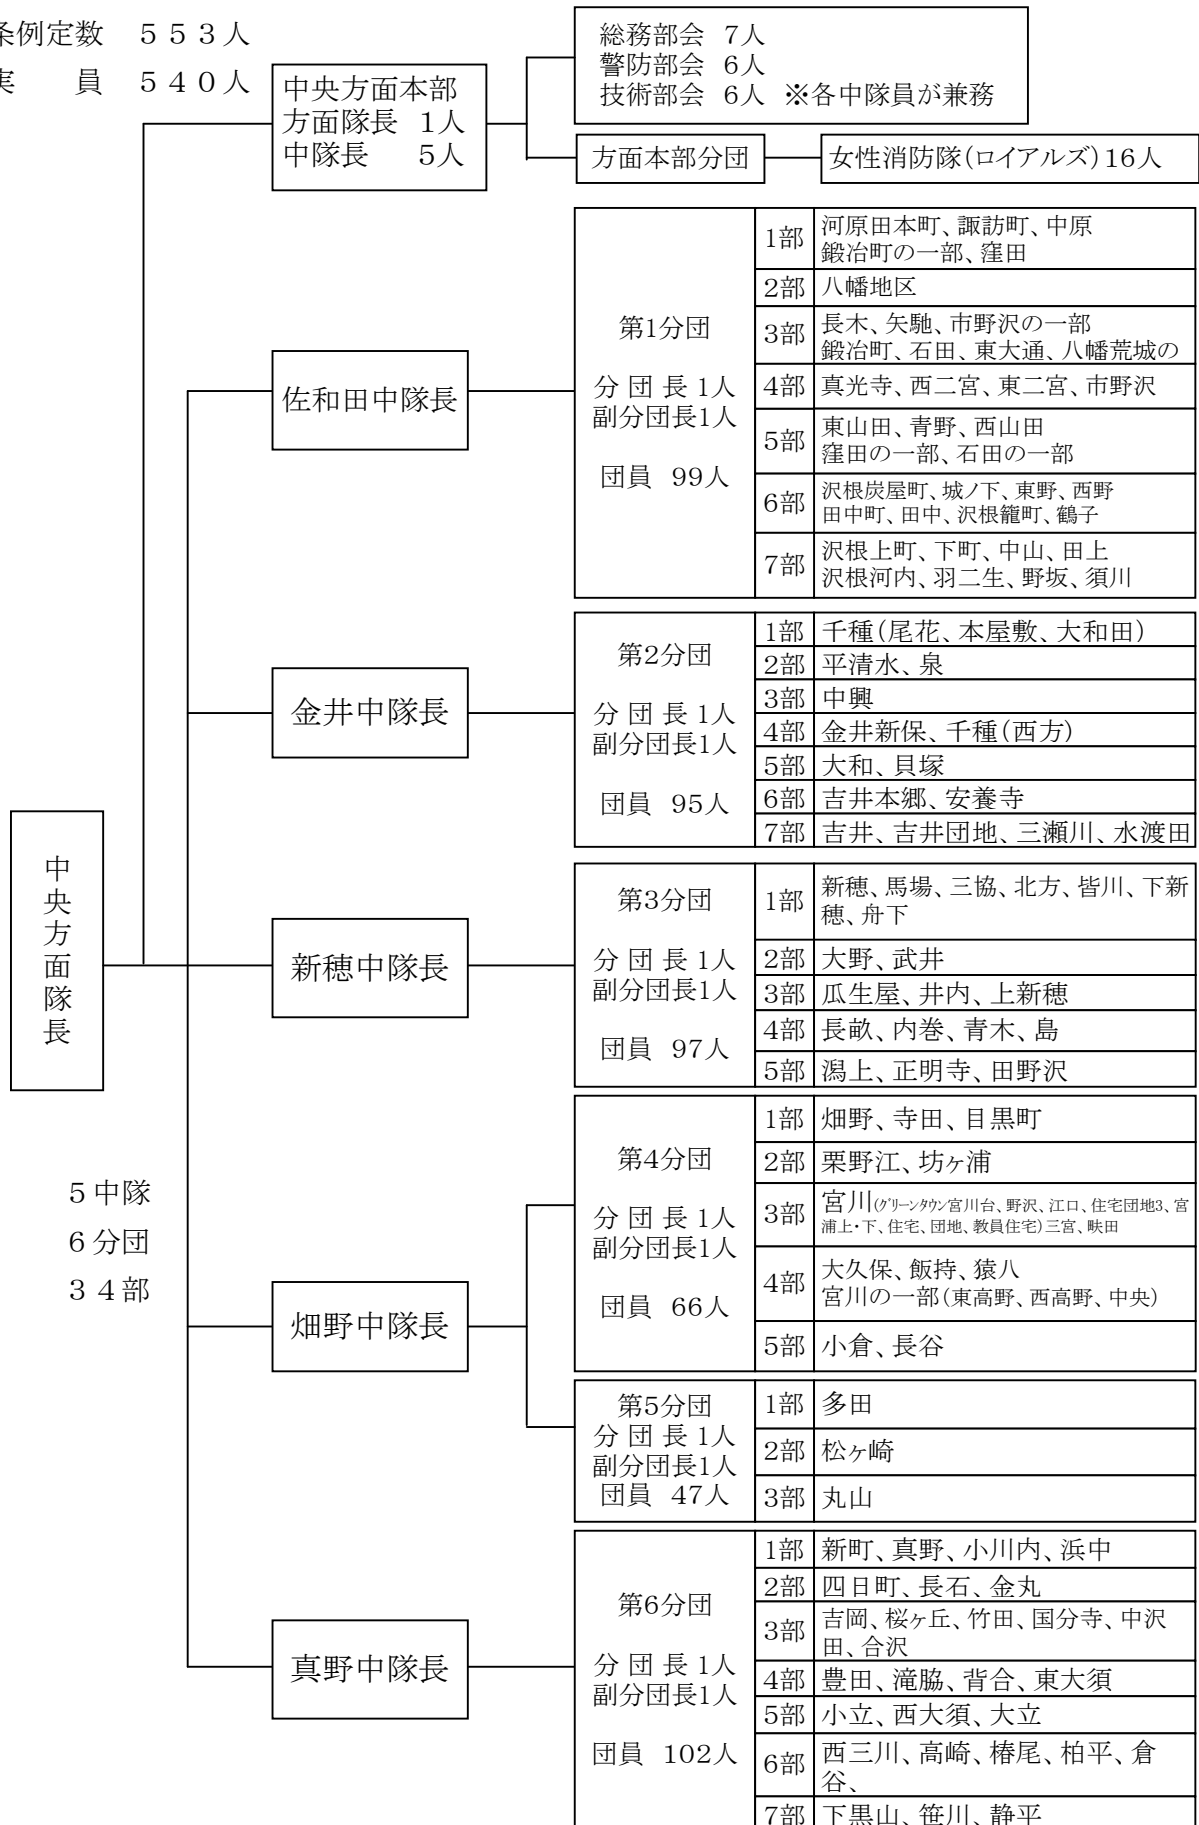 条例定数　５５３人
実　　員　５４０人
中央方面本部
方面隊長 1人
中隊長 5人
総務部会 7人
警防部会 6人
技術部会 6人 ※各中隊員が兼務
方面本部分団
女性消防隊(ロイアルズ)16人
佐和田中隊長
第1分団
分 団 長 1人
副分団長1人
団員 99人
1部 河原田本町、諏訪町、中原
鍛冶町の一部、窪田
2部 八幡地区
3部 長木、矢馳、市野沢の一部
鍛冶町、石田、東大通、八幡荒城の
4部 真光寺、西二宮、東二宮、市野沢
5部 東山田、青野、西山田
窪田の一部、石田の一部
6部 沢根炭屋町、城ノ下、東野、西野
田中町、田中、沢根籠町、鶴子
7部 沢根上町、下町、中山、田上
沢根河内、羽二生、野坂、須川
金井中隊長
第2分団
分 団 長 1人
副分団長1人
団員 95人
1部 千種(尾花、本屋敷、大和田)
2部 平清水、泉
3部 中興
4部 金井新保、千種(西方)
5部 大和、貝塚
6部 吉井本郷、安養寺
7部 吉井、吉井団地、三瀬川、水渡田
中央方面隊長
新穂中隊長
第3分団
分 団 長 1人
副分団長1人
団員 97人
1部 新穂、馬場、三協、北方、皆川、下新
穂、舟下
2部 大野、武井
3部 瓜生屋、井内、上新穂
4部 長畝、内巻、青木、島
5部 潟上、正明寺、田野沢
５中隊
６分団
３４部
畑野中隊長
第4分団
分 団 長 1人
副分団長1人
団員 66人
1部 畑野、寺田、目黒町
2部 栗野江、坊ヶ浦
3部 宮川(グリーンタウン宮川台、野沢、江口、住宅団地3、宮
浦上・下、住宅、団地、教員住宅)三宮、畉田
4部 大久保、飯持、猿八
宮川の一部(東高野、西高野、中央)
5部 小倉、長谷
第5分団
分 団 長 1人
副分団長1人
団員 47人
1部 多田
2部 松ヶ崎
3部 丸山
真野中隊長
第6分団
分 団 長 1人
副分団長1人
団員 102人
1部 新町、真野、小川内、浜中
2部 四日町、長石、金丸
3部 吉岡、桜ヶ丘、竹田、国分寺、中沢
田、合沢
4部 豊田、滝脇、背合、東大須
5部 小立、西大須、大立
6部 西三川、高崎、椿尾、柏平、倉
谷、
7部 下黒山、笹川、静平